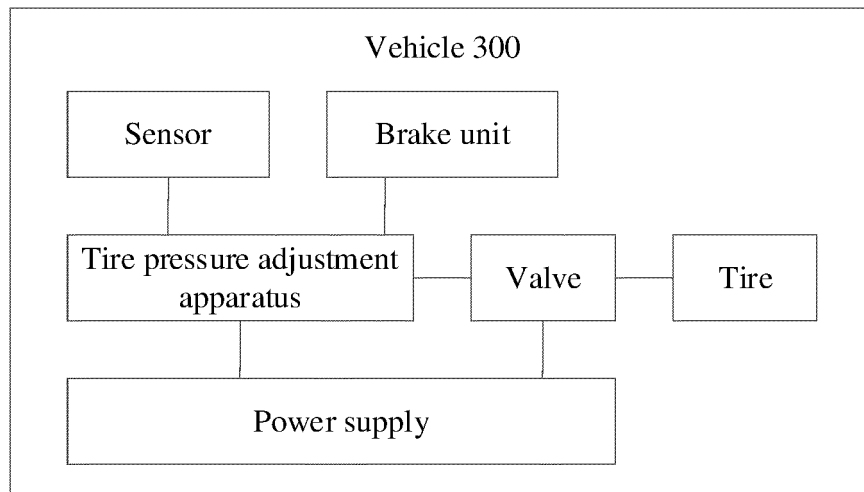 Vehicle 300
Sensor
Brake unit
Tire pressure adjustment
apparatus
Valve
Tire
Power supply